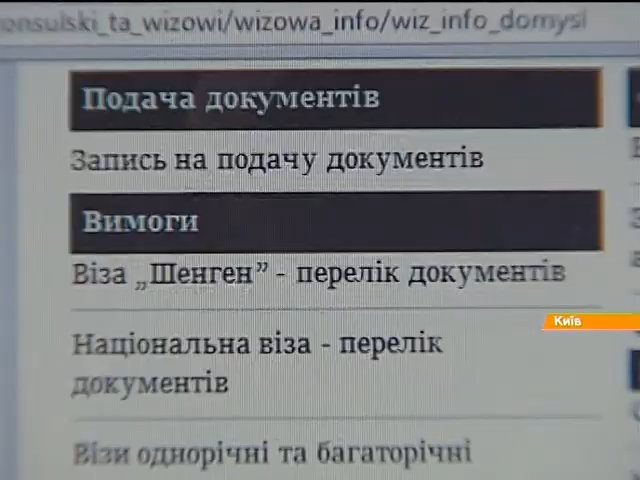 onsulski_ta_wizowi/wizowa_info/wiz_info_domysl
Подача документів
Запись на подачу документів
Вимоги
Віза „Шенген” - перелік документів
Київ
Національна віза - перелік
документів
Візи однорічні та багаторічні